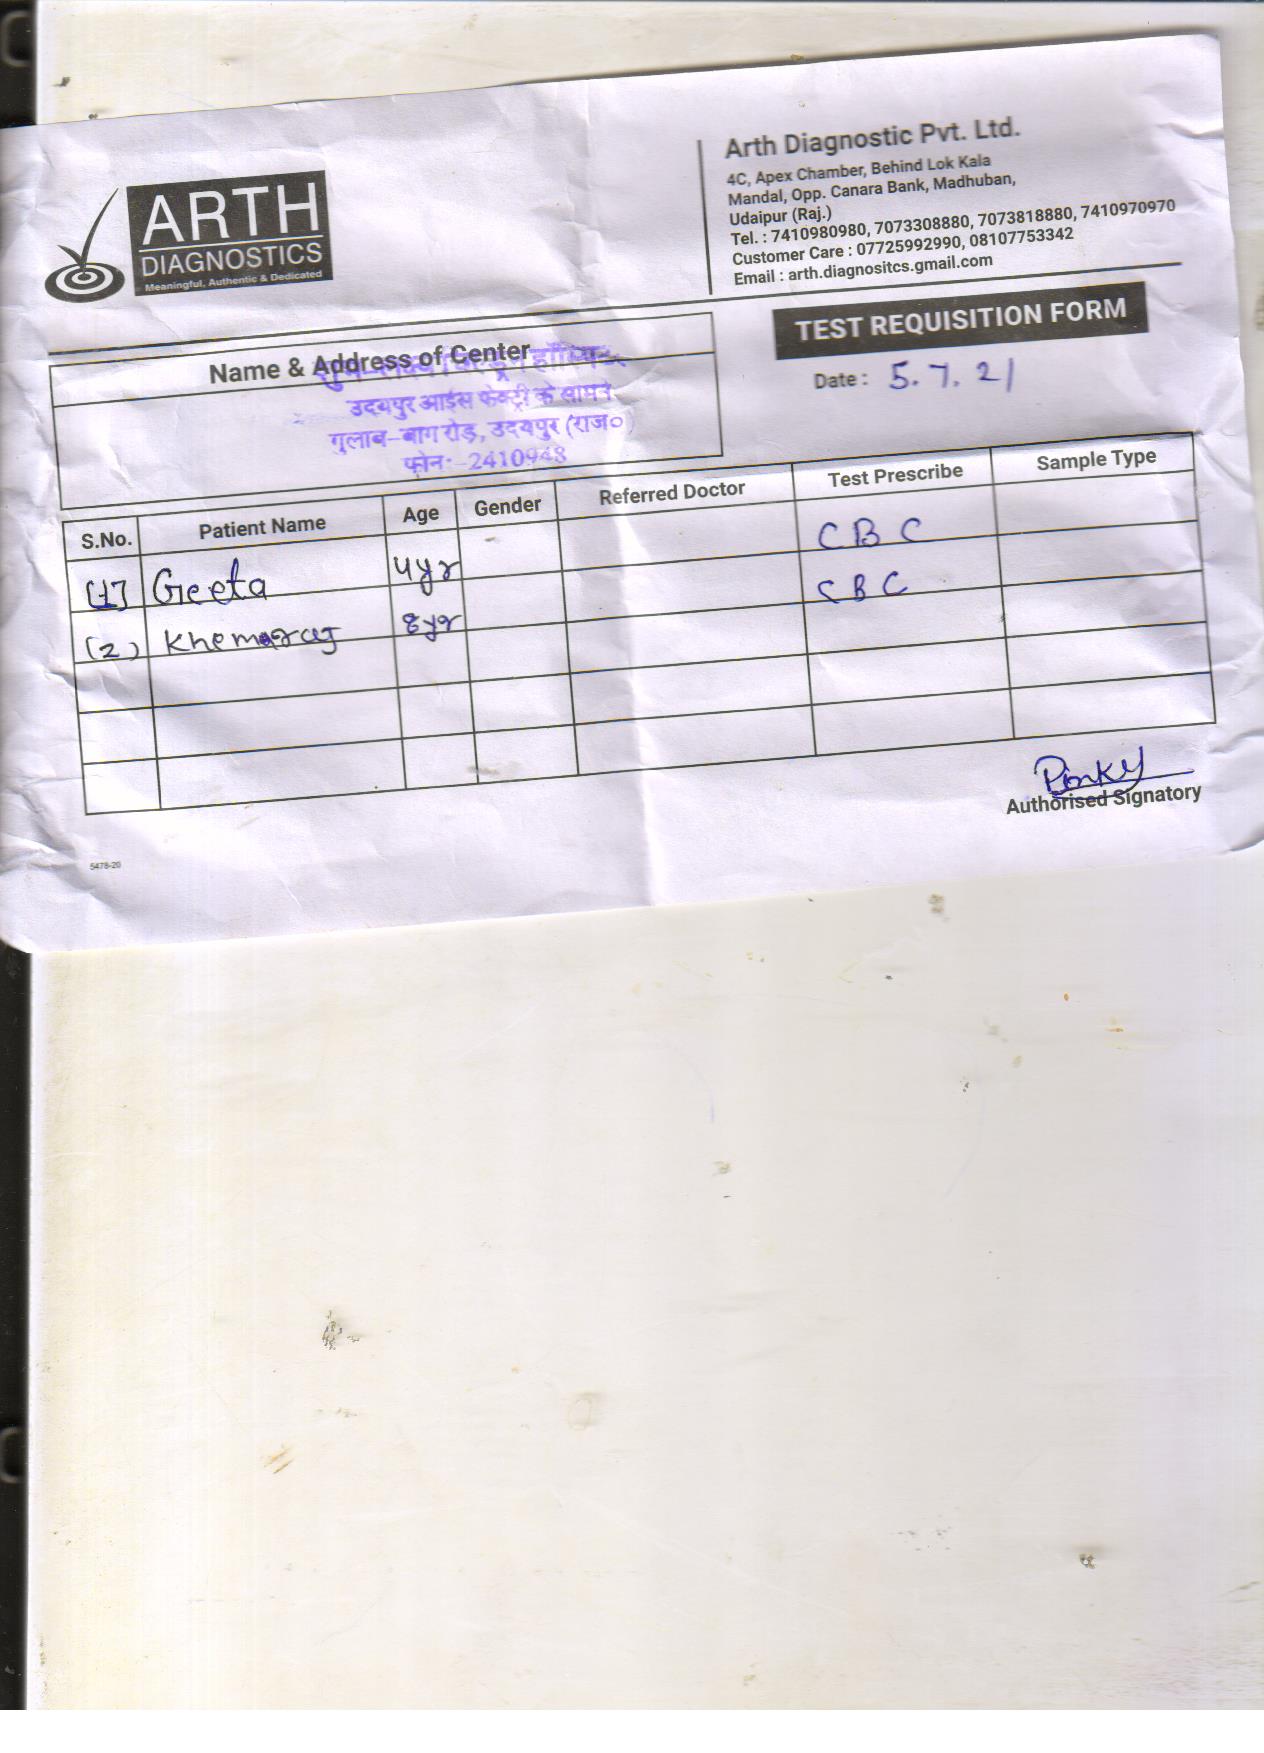 ARTH
DIAGNOSTICS
Meaningful, Authentic & Dedicated
Arth Diagnostic Pvt. Ltd.
4C, Apex Chamber, Behind Lok Kala
Mandal, Opp. Canara Bank, Madhuban,
Udaipur (Raj.)
Tel. : 7410980980, 7073308880, 7073818880, 7410970970
Customer Care : 07725992990, 08107753342
Email : arth.diagnositcs.gmail.com
TEST REQUISITION FORM
Date : 5.7.21
Name & Address of Center
उदयपुर आईस फेक्ट्री के सामने
गुलाब-बाग रोड़, उदयपुर (राज०)
फोन:-2410948
S.No. Patient Name Age Gender Referred Doctor Test Prescribe Sample Type
(1) Geeta 4yr CBC
(2) Khemaraj 8yr CBC
Pinky
Authorised Signatory
5478-20